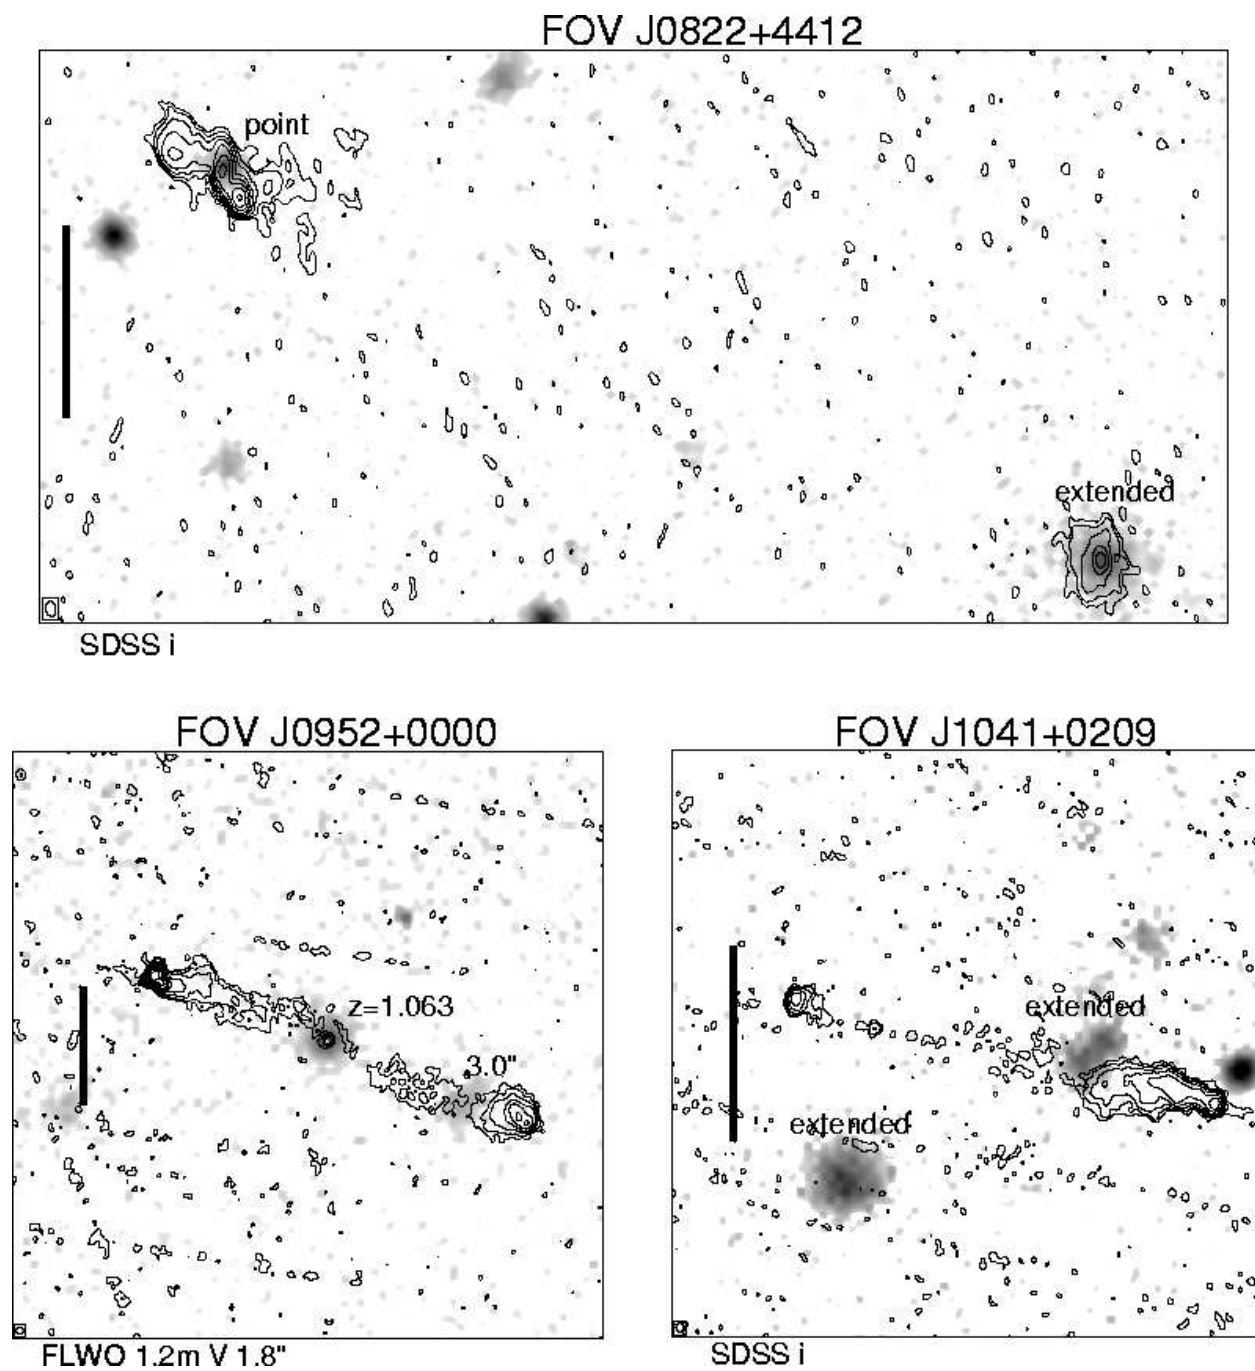 FOV J0822+4412
point
extended
SDSS i
FOV J0952+0000
z=1.063
3.0"
FLWO 1.2m V 1.8"
FOV J1041+0209
extended
extended
SDSS i